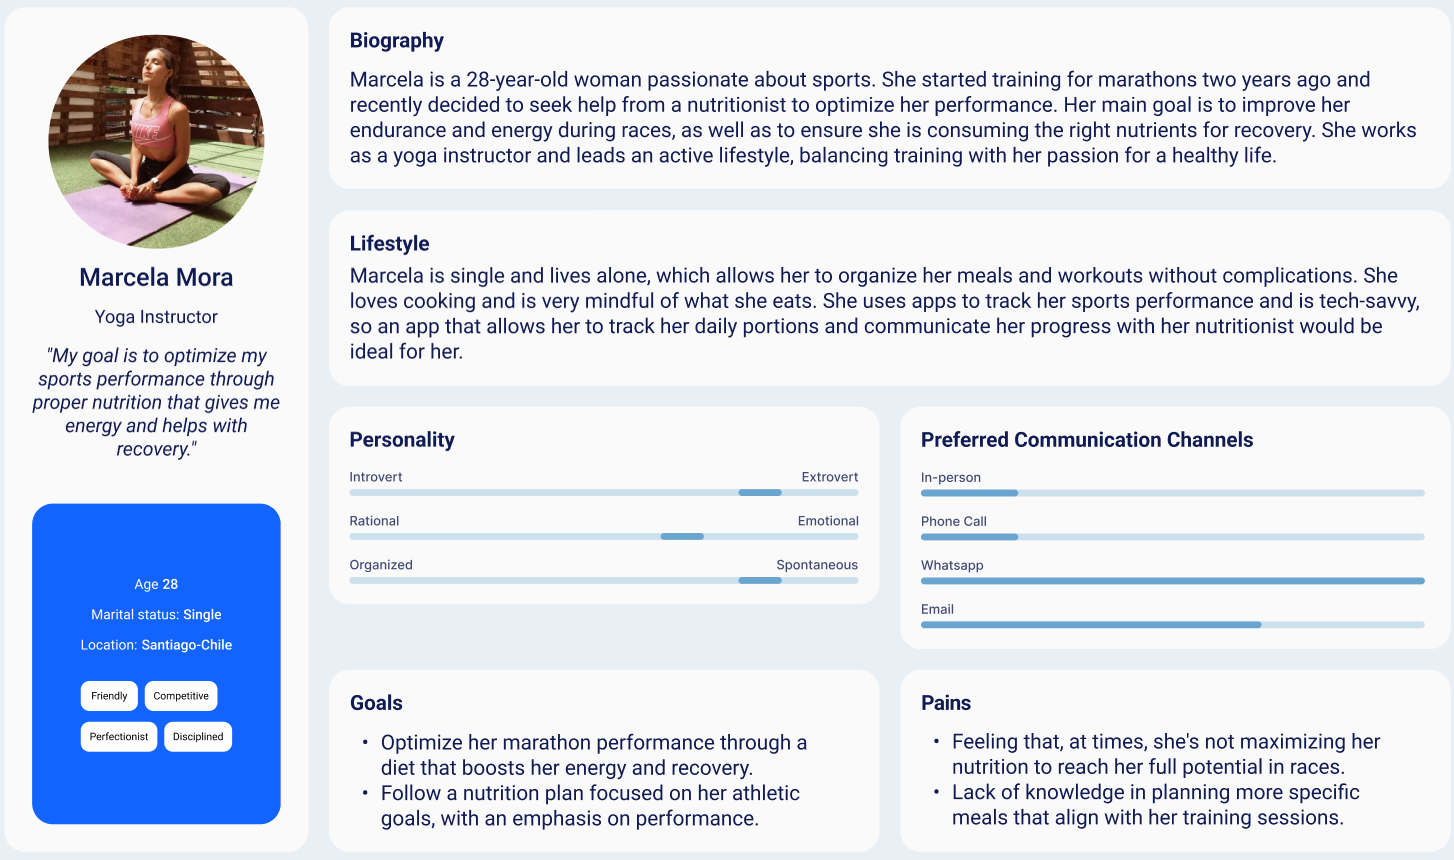 Marcela Mora
Yoga Instructor
"My goal is to optimize my
sports performance through
proper nutrition that gives me
energy and helps with
recovery."
Age 28
Marital status: Single
Location: Santiago-Chile
Friendly
Competitive
Perfectionist
Disciplined
Biography
Marcela is a 28-year-old woman passionate about sports. She started training for marathons two years ago and
recently decided to seek help from a nutritionist to optimize her performance. Her main goal is to improve her
endurance and energy during races, as well as to ensure she is consuming the right nutrients for recovery. She works
as a yoga instructor and leads an active lifestyle, balancing training with her passion for a healthy life.
Lifestyle
Marcela is single and lives alone, which allows her to organize her meals and workouts without complications. She
loves cooking and is very mindful of what she eats. She uses apps to track her sports performance and is tech-savvy,
so an app that allows her to track her daily portions and communicate her progress with her nutritionist would be
ideal for her.
Personality
Introvert Extrovert
Rational Emotional
Organized Spontaneous
Preferred Communication Channels
In-person
Phone Call
Whatsapp
Email
Goals
• Optimize her marathon performance through a
diet that boosts her energy and recovery.
• Follow a nutrition plan focused on her athletic
goals, with an emphasis on performance.
Pains
• Feeling that, at times, she's not maximizing her
nutrition to reach her full potential in races.
• Lack of knowledge in planning more specific
meals that align with her training sessions.